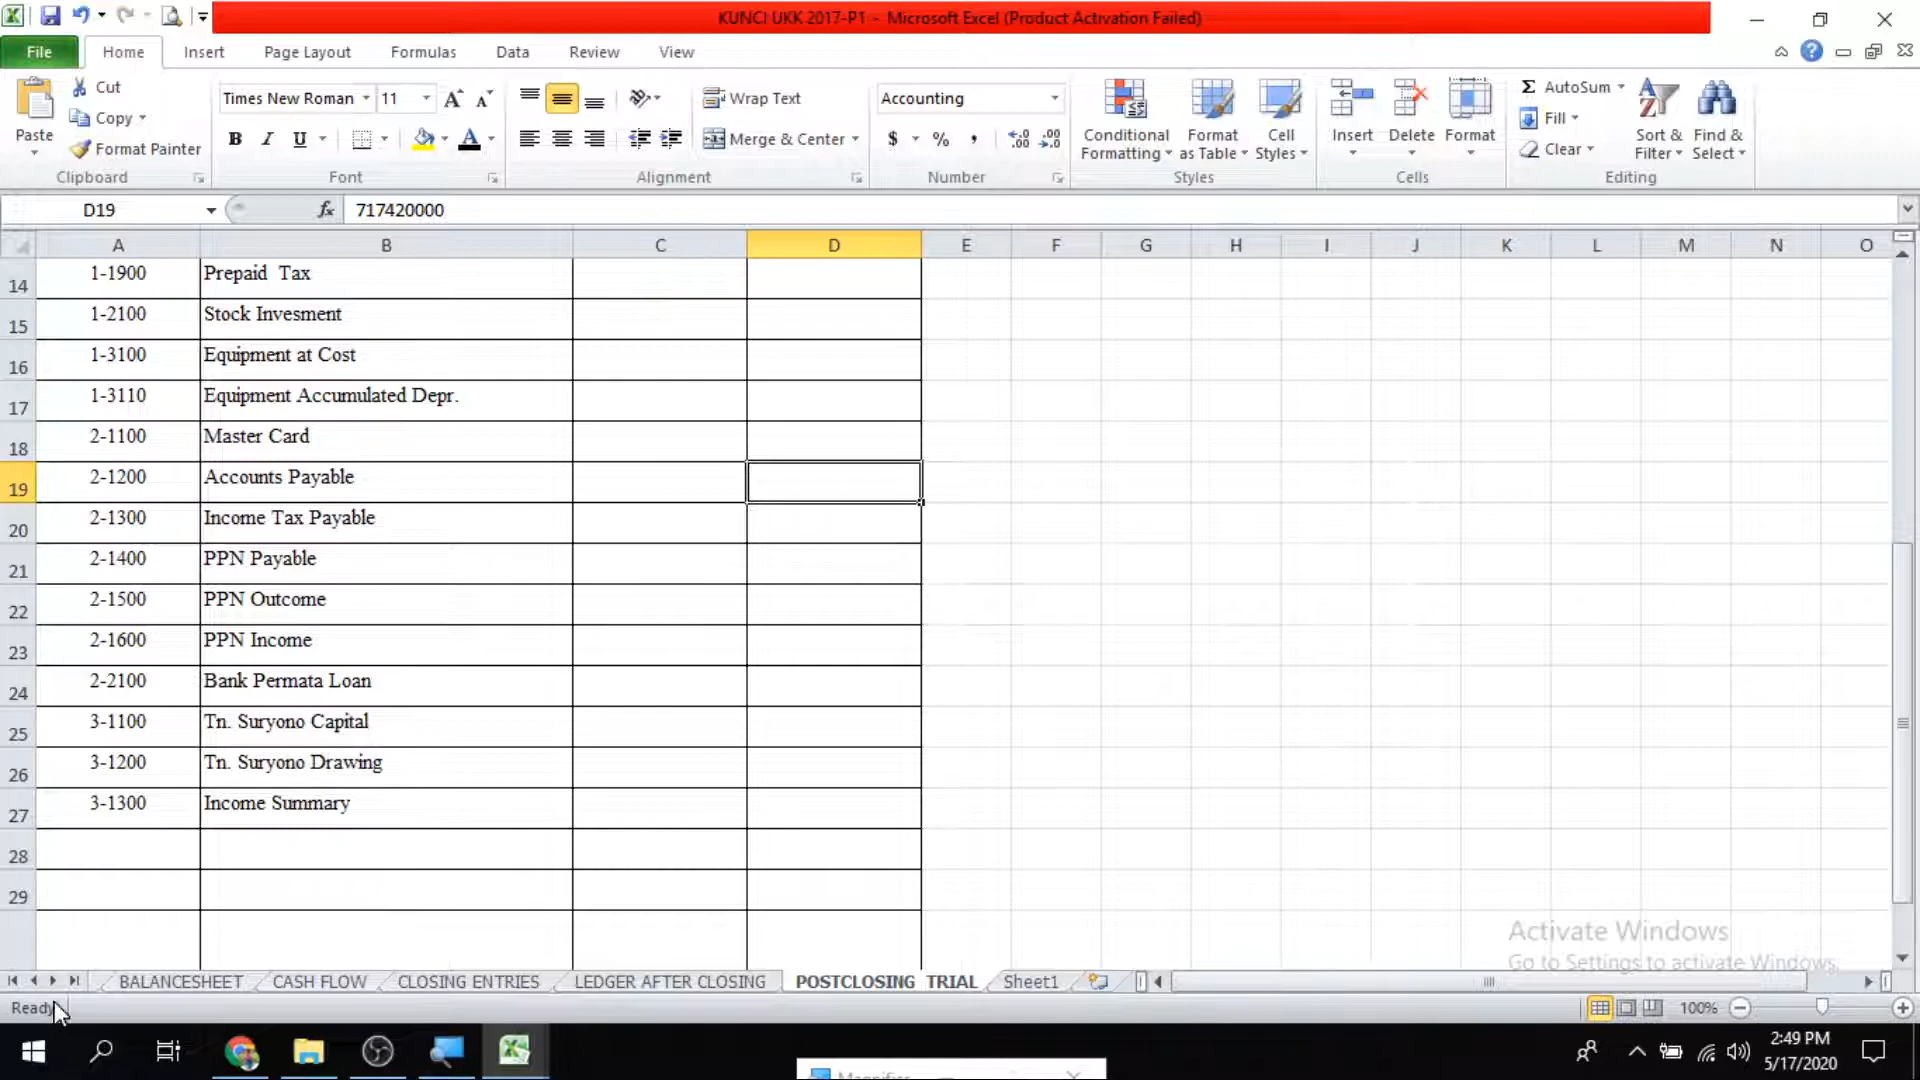 KUNCI UKK 2017-P1 - Microsoft Excel (Product Activation Failed)
File Home Insert Page Layout Formulas Data Review View
Paste Cut
Copy
Format Painter
Clipboard
Times New Roman 11
B I U A
Font
Wrap Text
Merge & Center
Alignment
Accounting
$ % ,
Number
Conditional Formatting
Format as Table
Cell Styles
Styles
Insert Delete Format
Cells
Σ AutoSum
Fill
Clear
Sort & Filter
Find & Select
Editing
D19 fx 717420000
A B C D E F G H I J K L M N O
14 1-1900 Prepaid Tax
15 1-2100 Stock Invesment
16 1-3100 Equipment at Cost
17 1-3110 Equipment Accumulated Depr.
18 2-1100 Master Card
19 2-1200 Accounts Payable
20 2-1300 Income Tax Payable
21 2-1400 PPN Payable
22 2-1500 PPN Outcome
23 2-1600 PPN Income
24 2-2100 Bank Permata Loan
25 3-1100 Tn. Suryono Capital
26 3-1200 Tn. Suryono Drawing
27 3-1300 Income Summary
28
29
Activate Windows
Go to Settings to activate Windows.
BALANCESHEET CASH FLOW CLOSING ENTRIES LEDGER AFTER CLOSING POSTCLOSING TRIAL Sheet1
Ready 100%
2:49 PM
5/17/2020